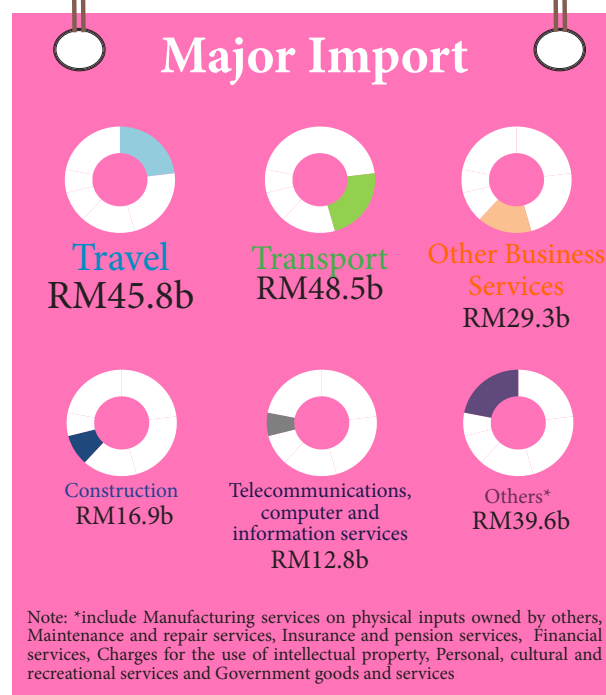 Major Import
Travel
RM45.8b
Transport
RM48.5b
Other Business
Services
RM29.3b
Construction
RM16.9b
Telecommunications,
computer and
information services
RM12.8b
Others*
RM39.6b
Note: *include Manufacturing services on physical inputs owned by others,
Maintenance and repair services, Insurance and pension services, Financial
services, Charges for the use of intellectual property, Personal, cultural and
recreational services and Government goods and services